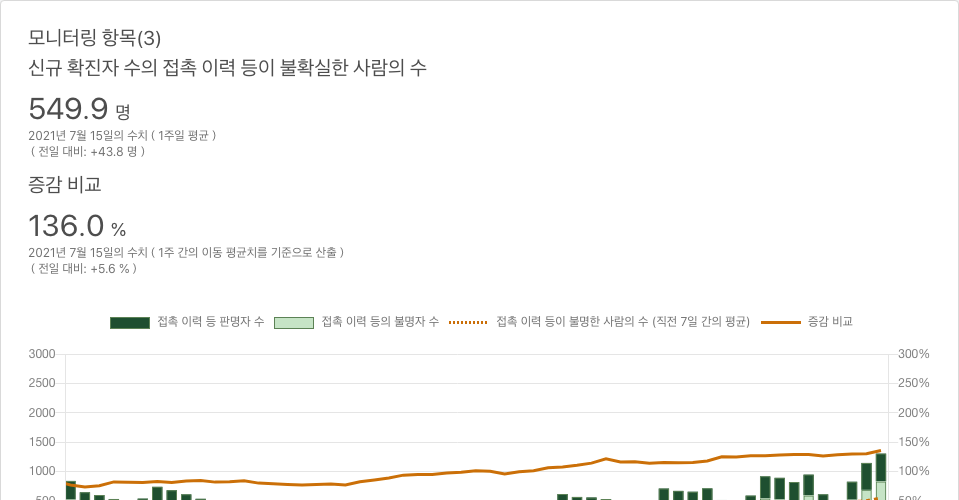 모니터링 항목(3)
신규 확진자 수의 접촉 이력 등이 불확실한 사람의 수
549.9 명
2021년 7월 15일의 수치 ( 1주일 평균 )
( 전일 대비: +43.8 명 )
증감 비교
136.0 %
2021년 7월 15일의 수치 ( 1주 간의 이동 평균치를 기준으로 산출 )
( 전일 대비: +5.6 % )
접촉 이력 등 판명자 수 접촉 이력 등의 불명자 수 접촉 이력 등이 불명한 사람의 수 (직전 7일 간의 평균) 증감 비교
3000 300%
2500 250%
2000 200%
1500 150%
1000 100%
500 50%